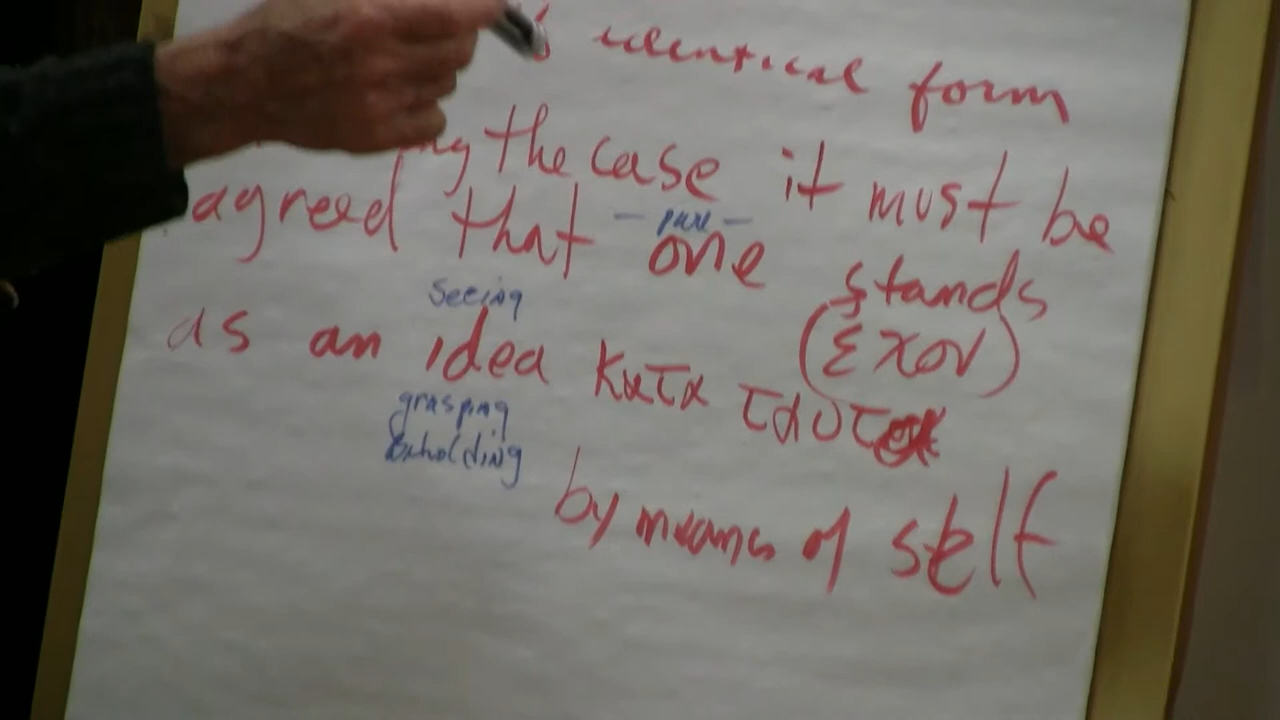 identical form
the case it must be
— pure —
agreed that one stands
seeing
as an idea κατα ταυτ (εχον)
grasping
beholding
by means of self